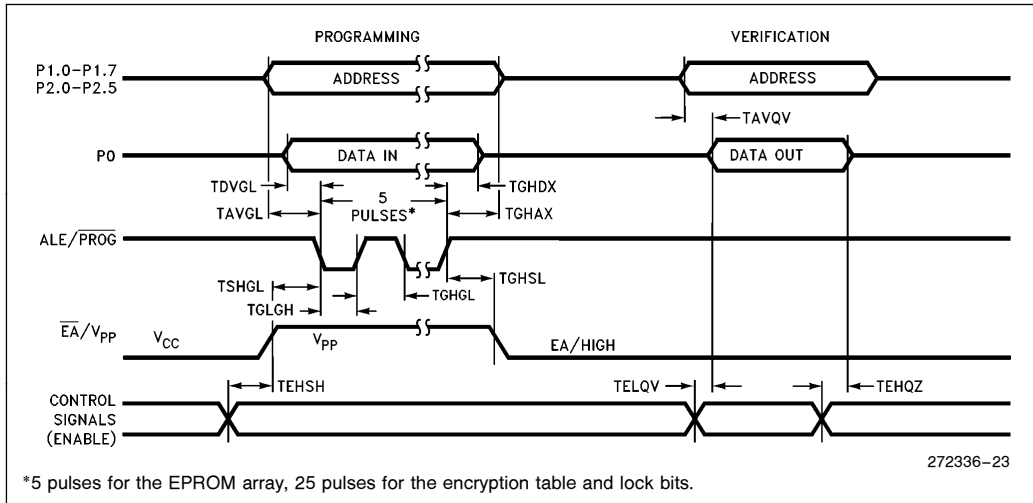 PROGRAMMING
VERIFICATION
P1.0–P1.7
P2.0–P2.5
ADDRESS
ADDRESS
TAVQV
P0
DATA IN
DATA OUT
TDVGL
TGHDX
5
PULSES*
TAVGL
TGHAX
ALE/PROG
TSHGL
TGHGL
TGHSL
TGLGH
EA/VPP
VCC
VPP
EA/HIGH
TEHSH
TELQV
TEHQZ
CONTROL
SIGNALS
(ENABLE)
272336–23
*5 pulses for the EPROM array, 25 pulses for the encryption table and lock bits.